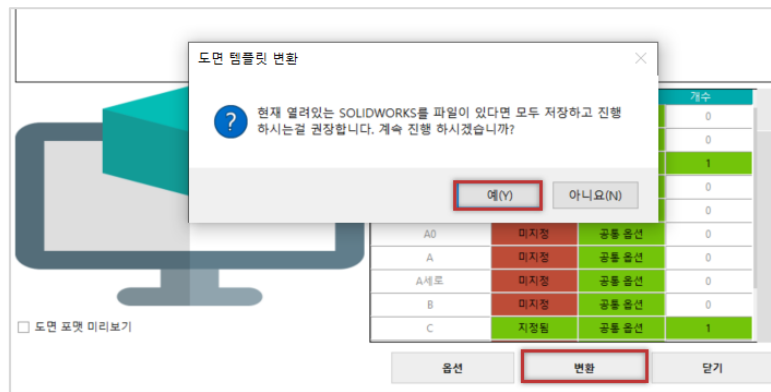 도면 템플릿 변환
현재 열려있는 SOLIDWORKS를 파일이 있다면 모두 저장하고 진행
하시는걸 권장합니다. 계속 진행 하시겠습니까?
예(Y) 아니요(N)
개수
0
0
1
0
0
A0 미지정 공통 옵션 0
A 미지정 공통 옵션 0
A세로 미지정 공통 옵션 0
B 미지정 공통 옵션 0
C 지정됨 공통 옵션 1
도면 포맷 미리보기
옵션 변환 닫기